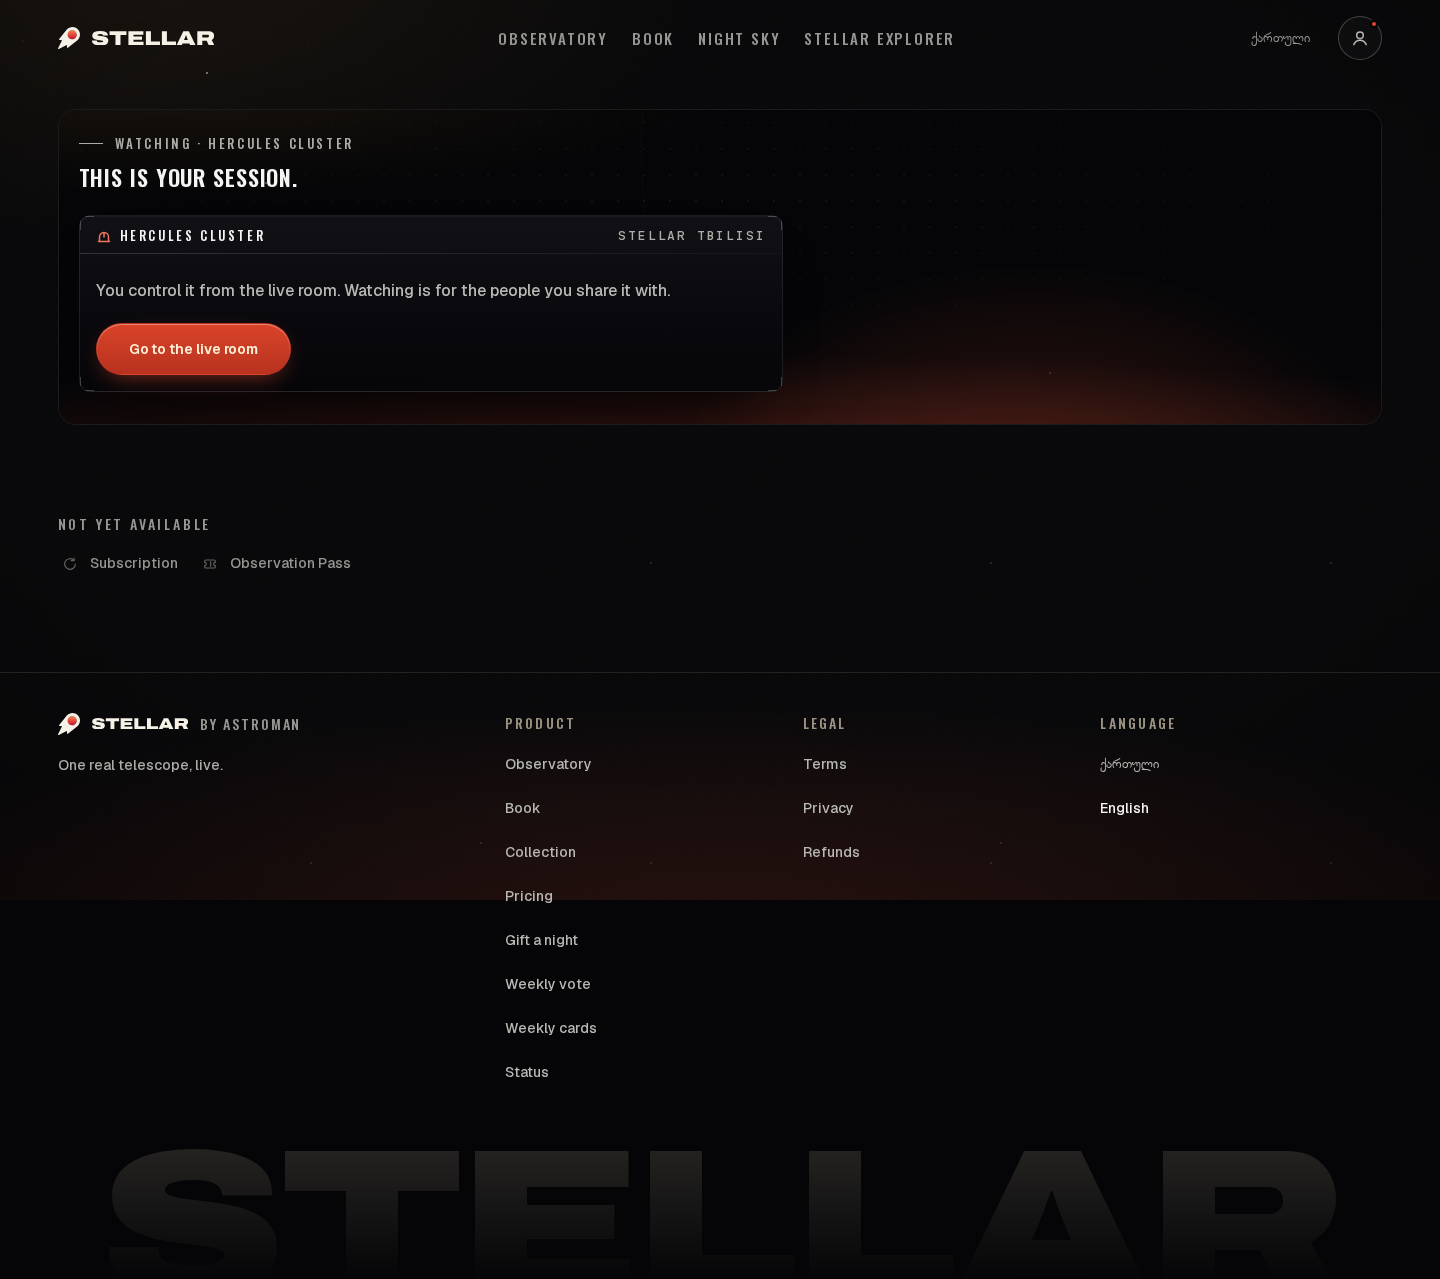 STELLAR
OBSERVATORY BOOK NIGHT SKY STELLAR EXPLORER
ქართული
WATCHING · HERCULES CLUSTER
THIS IS YOUR SESSION.
HERCULES CLUSTER
STELLAR TBILISI
You control it from the live room. Watching is for the people you share it with.
Go to the live room
NOT YET AVAILABLE
Subscription
Observation Pass
STELLAR BY ASTROMAN
One real telescope, live.
PRODUCT
Observatory
Book
Collection
Pricing
Gift a night
Weekly vote
Weekly cards
Status
LEGAL
Terms
Privacy
Refunds
LANGUAGE
ქართული
English
STELLAR